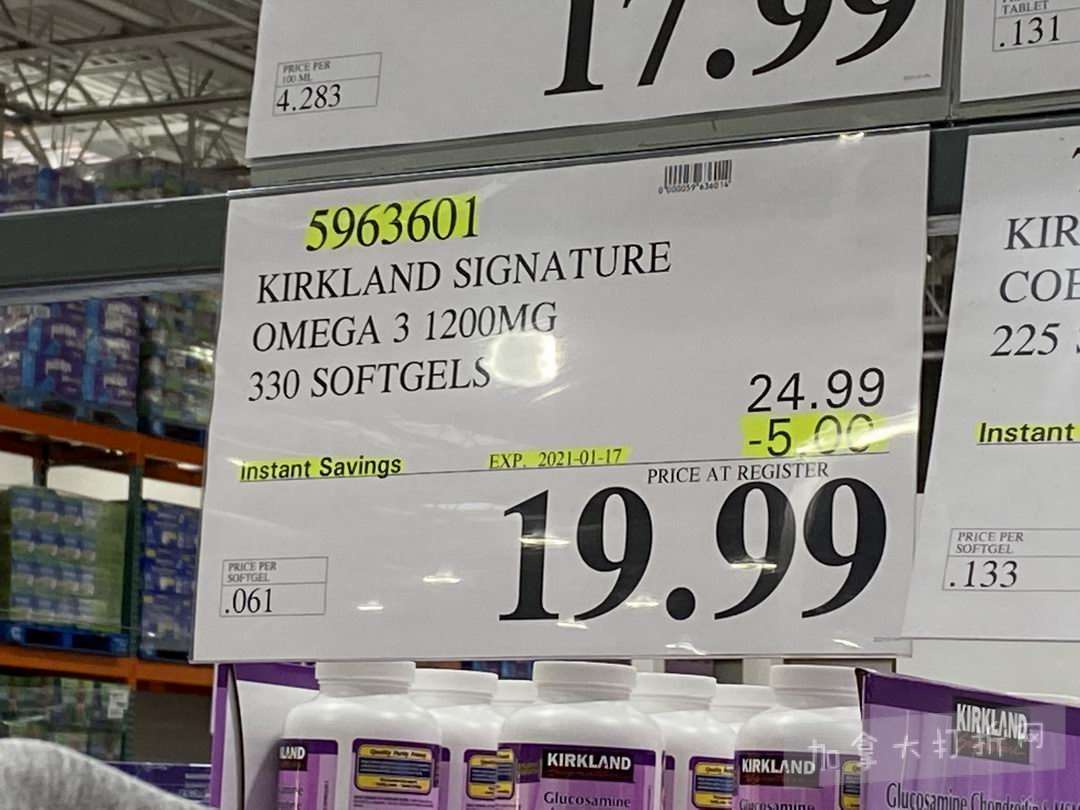 17.99
PRICE PER
100 ML
4.283
TABLET
.131
0 000059 636014
5963601
KIRKLAND SIGNATURE
OMEGA 3 1200MG
330 SOFTGELS
24.99
-5.00
Instant Savings
EXP. 2021-01-17
PRICE AT REGISTER
19.99
PRICE PER
SOFTGEL
.061
KIR
225
Instant
PRICE PER
SOFTGEL
.133
KIRKLAND
Glucosamine
KIRKLAND
Glucosamine
KIRKLAND
Glucosamine Chondroitin
加拿大打折网